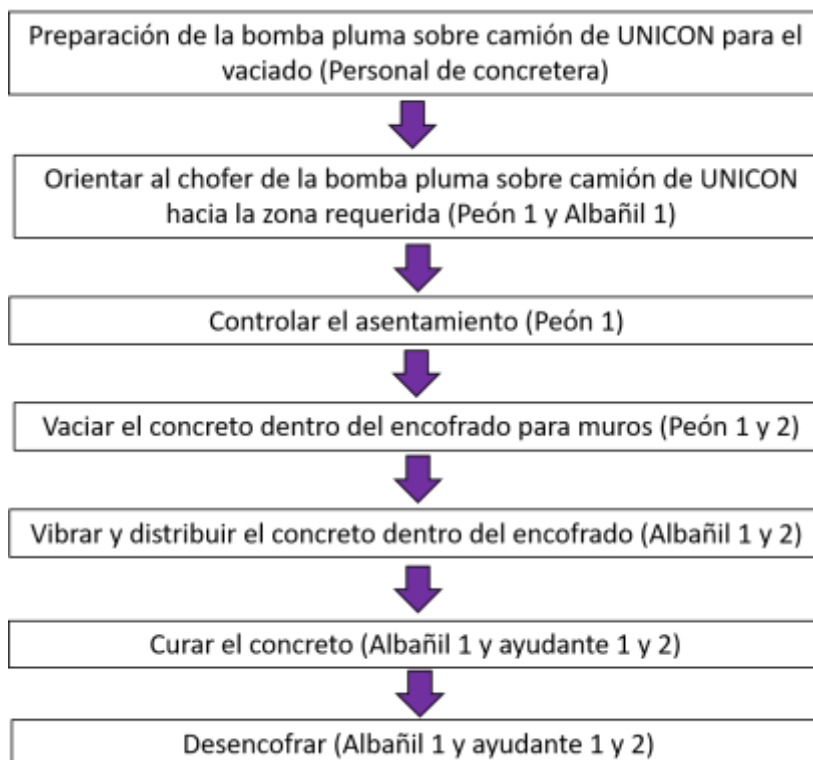 Preparación de la bomba pluma sobre camión de UNICON para el
vaciado (Personal de concretera)
Orientar al chofer de la bomba pluma sobre camión de UNICON
hacia la zona requerida (Peón 1 y Albañil 1)
Controlar el asentamiento (Peón 1)
Vaciar el concreto dentro del encofrado para muros (Peón 1 y 2)
Vibrar y distribuir el concreto dentro del encofrado (Albañil 1 y 2)
Curar el concreto (Albañil 1 y ayudante 1 y 2)
Desencofrar (Albañil 1 y ayudante 1 y 2)